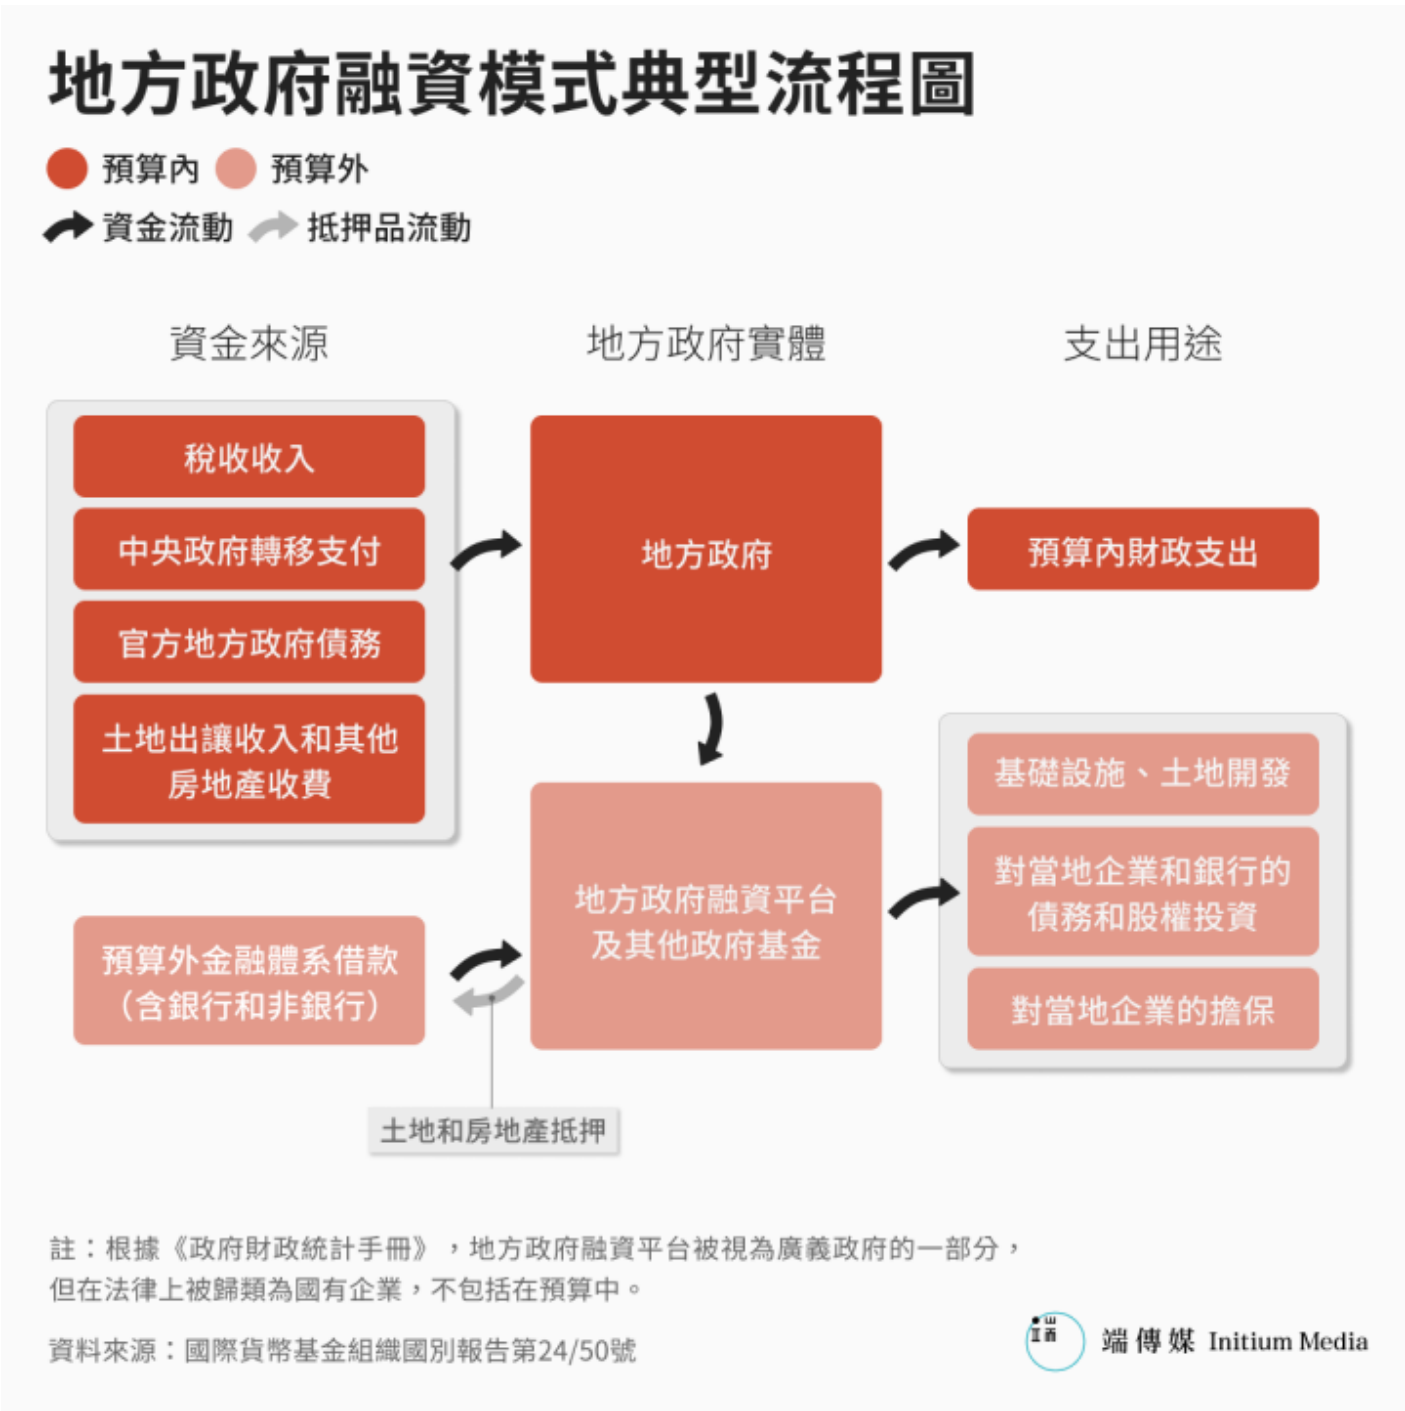 地方政府融資模式典型流程圖
預算內 預算外
資金流動 抵押品流動
資金來源 地方政府實體 支出用途
稅收收入
中央政府轉移支付
官方地方政府債務
土地出讓收入和其他
房地產收費
地方政府
預算內財政支出
預算外金融體系借款
（含銀行和非銀行）
土地和房地產抵押
地方政府融資平台
及其他政府基金
基礎設施、土地開發
對當地企業和銀行的
債務和股權投資
對當地企業的擔保
註：根據《政府財政統計手冊》，地方政府融資平台被視為廣義政府的一部分，
但在法律上被歸類為國有企業，不包括在預算中。
資料來源：國際貨幣基金組織國別報告第24/50號
端傳媒 Initium Media